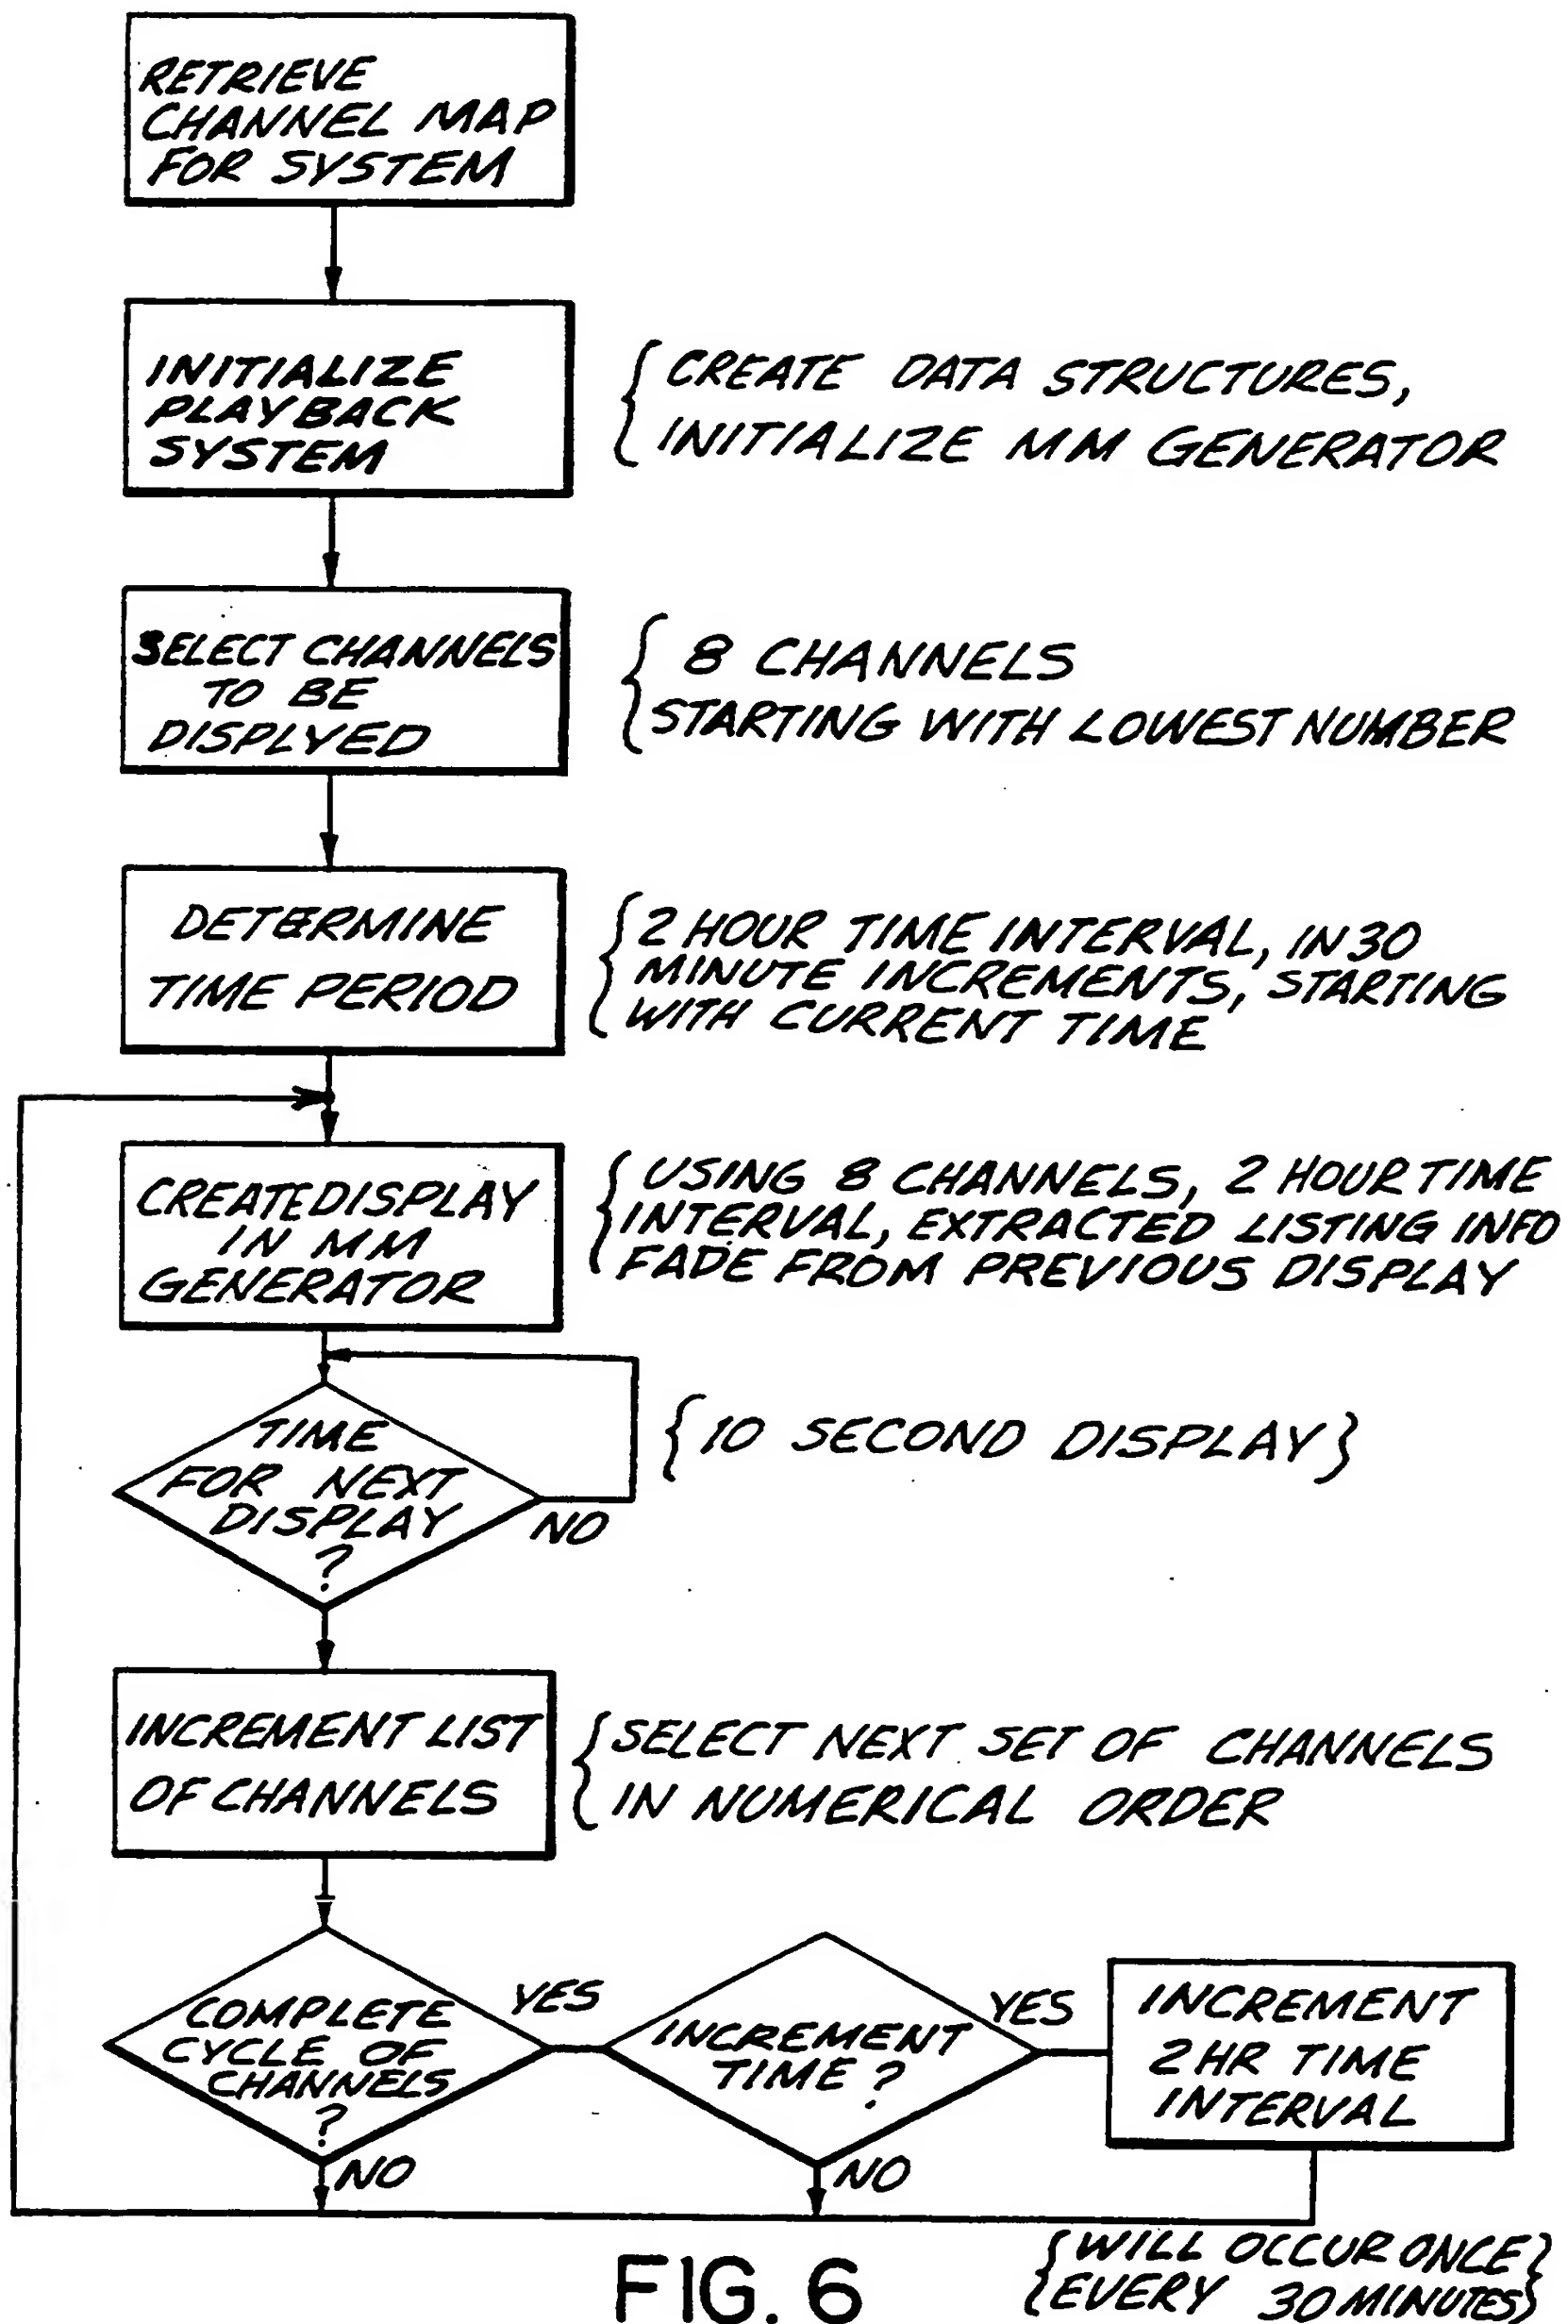 RETRIEVE
CHANNEL MAP
FOR SYSTEM
INITIALIZE
PLAYBACK
SYSTEM
{ CREATE DATA STRUCTURES,
INITIALIZE MM GENERATOR
SELECT CHANNELS
TO BE
DISPLYED
{ 8 CHANNELS
STARTING WITH LOWEST NUMBER
DETERMINE
TIME PERIOD
{ 2 HOUR TIME INTERVAL, IN 30
MINUTE INCREMENTS, STARTING
WITH CURRENT TIME
CREATE DISPLAY
IN MM
GENERATOR
{ USING 8 CHANNELS, 2 HOUR TIME
INTERVAL, EXTRACTED LISTING INFO
FADE FROM PREVIOUS DISPLAY
TIME
FOR NEXT
DISPLAY
?
NO
{ 10 SECOND DISPLAY }
INCREMENT LIST
OF CHANNELS
{ SELECT NEXT SET OF CHANNELS
IN NUMERICAL ORDER
COMPLETE
CYCLE OF
CHANNELS
?
YES
NO
INCREMENT
TIME ?
YES
NO
INCREMENT
2 HR TIME
INTERVAL
{ WILL OCCUR ONCE }
{ EVERY 30 MINUTES }
FIG. 6